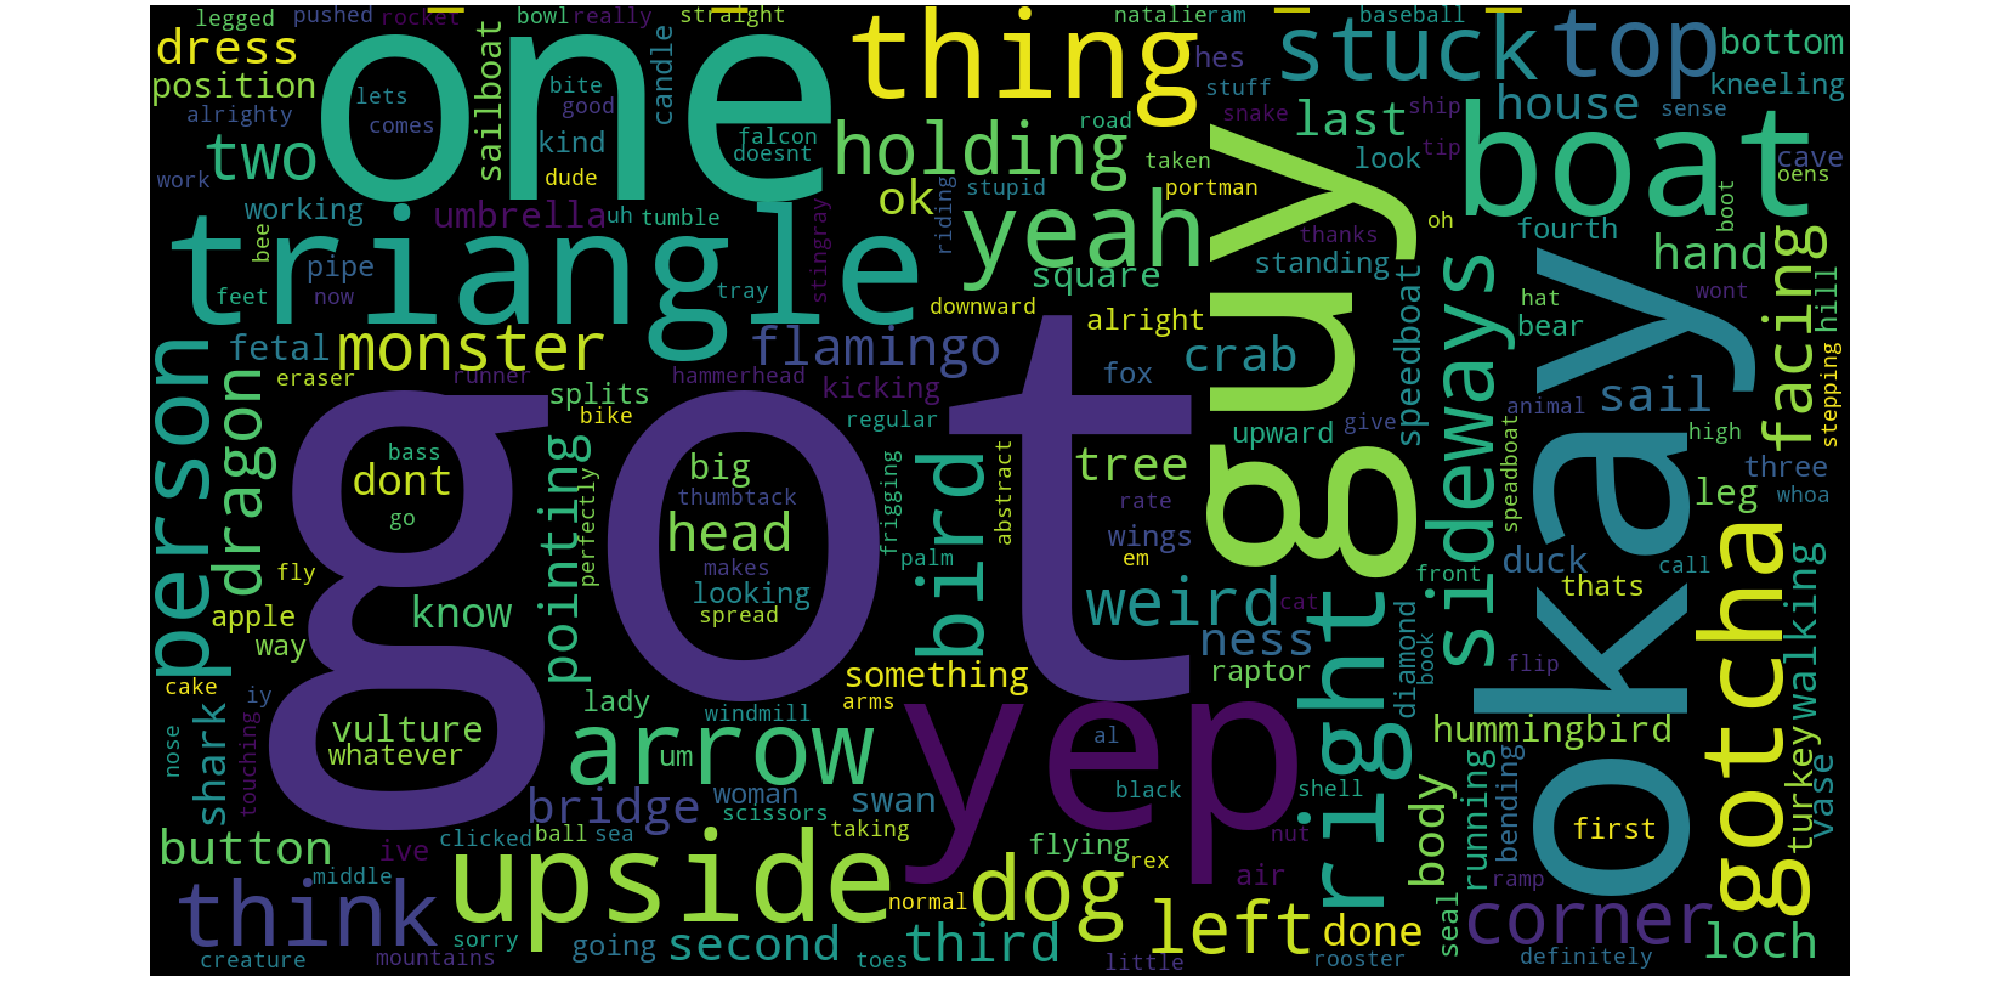 legged pushed rocket bowl really straight natalie ram baseball
dress one thing stuck top bottom
position lets sailboat bite good candle hes stuff snake ship house sense kneeling
alrighty comes kind falcon doesnt holding road last tip boat cave
two work dude ok stupid taken portman look oens
working umbrella uh tumble riding yeah guy thanks oh fourth boot hand facing
bee triangle pipe tray stingray square standing speedboat sideways okay hill
feet now downward hat wont
fetal monster flamingo alright crab bear
person dragon eraser runner splits hammerhead kicking fox animal sail stepping
bike regular upward give high
got bass big bird abstract tree three
dont thumbtack speadboat leg whoa
pointing perfectly go head frigging rate gotcha
makes palm wings em duck call
fly looking front thats
apple know spread weird cat walking
way ness right diamond book
something raptor flip
cake iy lady arms
shark vulture windmill yep hummingbird turkey
nose touching whatever arrow um al vase
bridge woman scissors swan black shell body running bending
button ive clicked ball sea taking flying nut first
middle upside rex air ramp
think normal dog left seal corner
sorry going second third done loch
creature mountains toes little rooster definitely